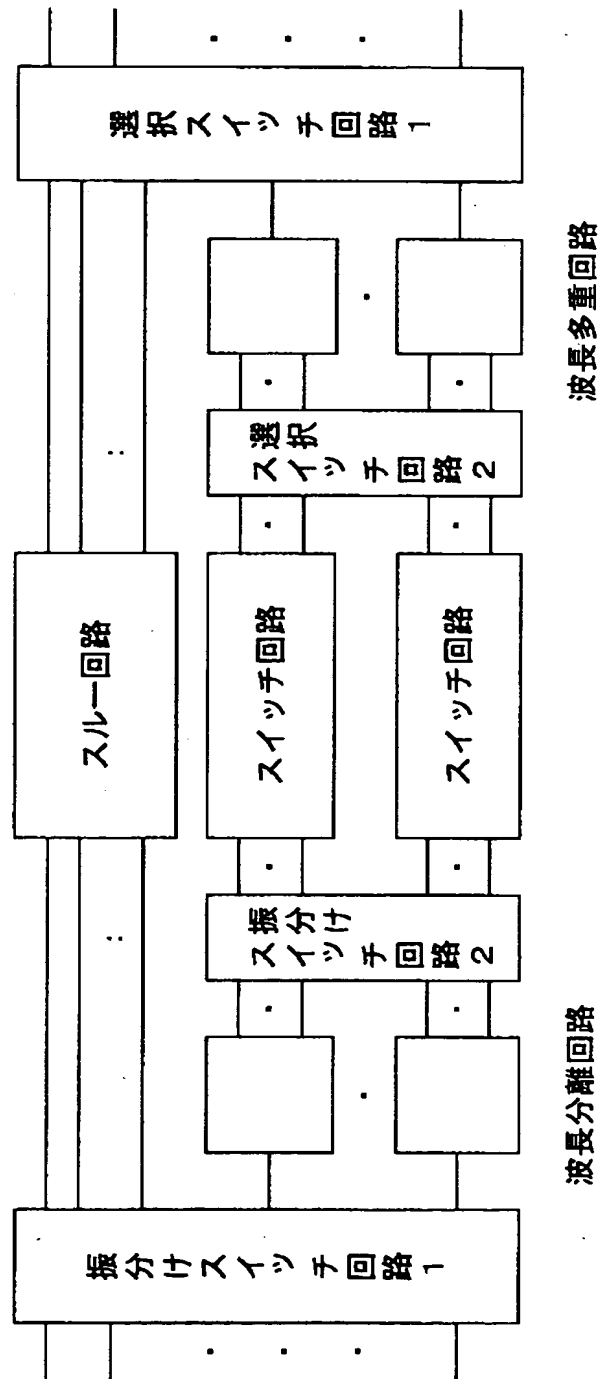 振分けスイッチ回路1
波長分離回路
振分け
スイッチ回路2
スルー回路
スイッチ回路
スイッチ回路
選択
スイッチ回路2
波長多重回路
選択スイッチ回路1